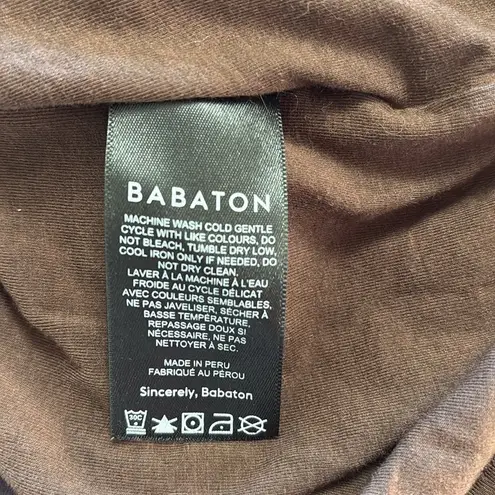 BABATON
MACHINE WASH COLD GENTLE
CYCLE WITH LIKE COLOURS, DO
NOT BLEACH, TUMBLE DRY LOW,
COOL IRON ONLY IF NEEDED, DO
NOT DRY CLEAN.
LAVER À LA MACHINE À L'EAU
FROIDE AU CYCLE DÉLICAT
AVEC COULEURS SEMBLABLES,
NE PAS JAVELISER, SÉCHER À
BASSE TEMPÉRATURE,
REPASSAGE DOUX SI
NÉCESSAIRE, NE PAS
NETTOYER À SEC.
MADE IN PERU
FABRIQUÉ AU PÉROU
Sincerely, Babaton
30C